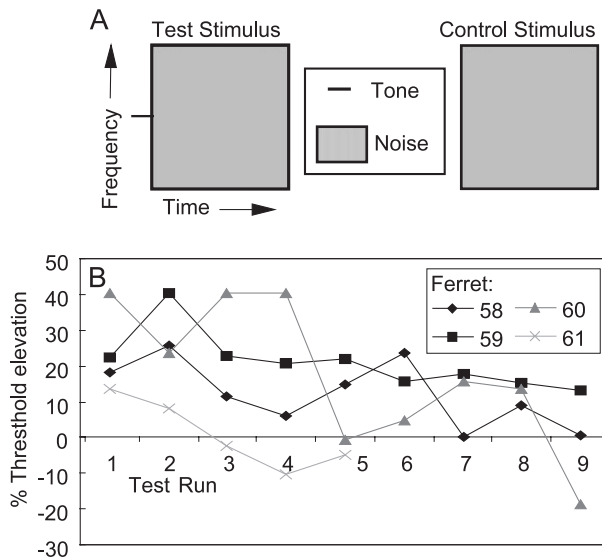 A
Test Stimulus
Control Stimulus
Frequency
Tone
Noise
Time
B
% Threshold elevation
50
40
30
20
10
0
-10
-20
-30
Ferret:
58
60
59
61
1 2 3 4 5 6 7 8 9
Test Run